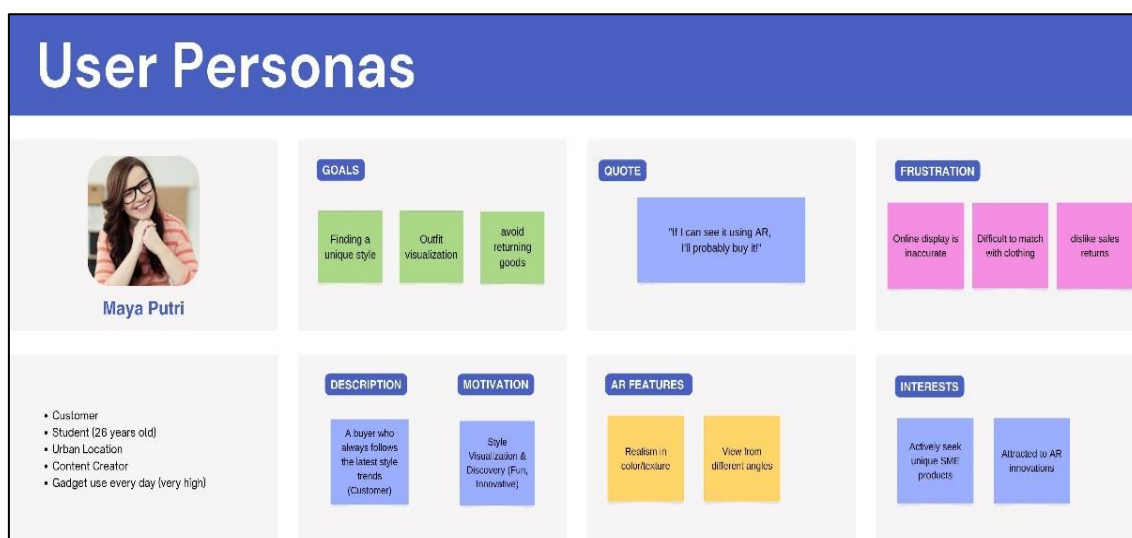 User Personas
Maya Putri
GOALS
Finding a
unique style
Outfit
visualization
avoid
returning
goods
QUOTE
"If I can see it using AR,
I'll probably buy it!"
FRUSTRATION
Online display is
inaccurate
Difficult to match
with clothing
dislike sales
returns
• Customer
• Student (26 years old)
• Urban Location
• Content Creator
• Gadget use every day (very high)
DESCRIPTION
A buyer who
always follows
the latest style
trends
(Customer)
MOTIVATION
Style
Visualization &
Discovery (Fun,
Innovative)
AR FEATURES
Realism in
color/texture
View from
different angles
INTERESTS
Actively seek
unique SME
products
Attracted to AR
innovations